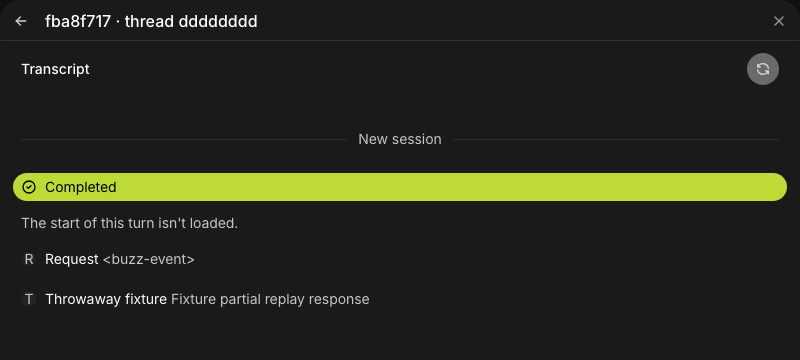 fba8f717 · thread dddddddd
Transcript
New session
Completed
The start of this turn isn't loaded.
R Request <buzz-event>
T Throwaway fixture Fixture partial replay response